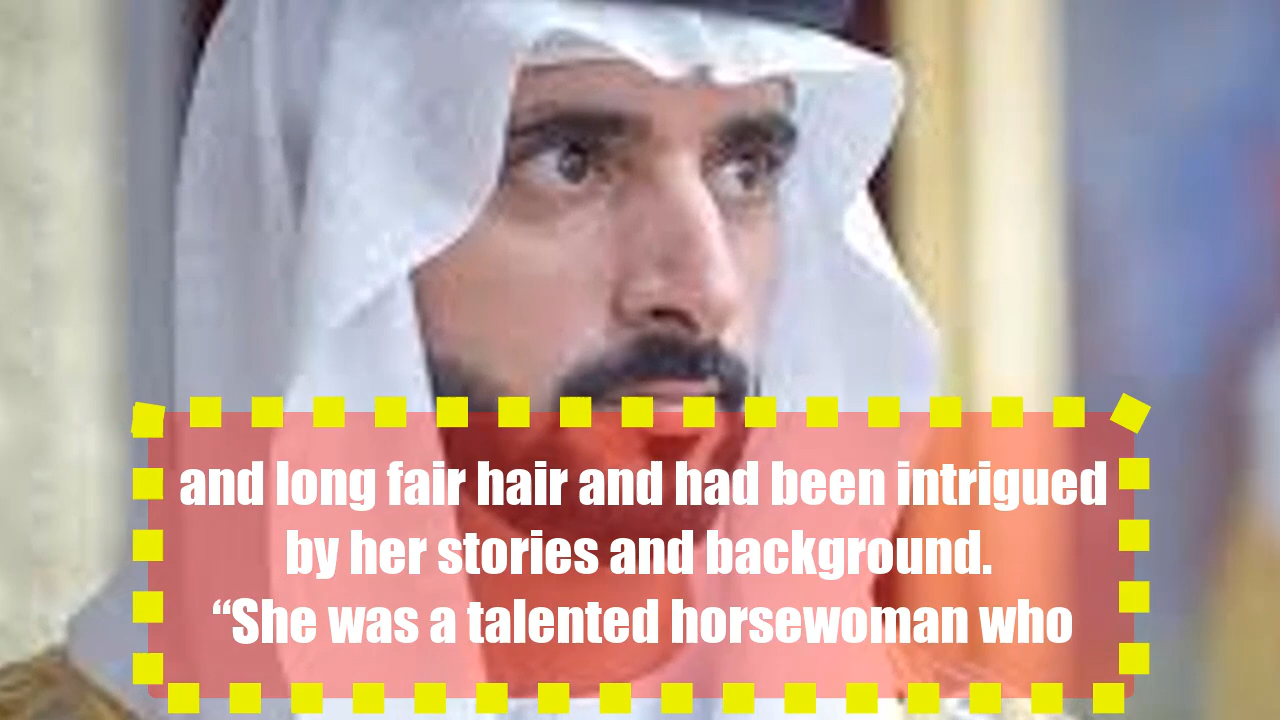 and long fair hair and had been intrigued
by her stories and background.
“She was a talented horsewoman who